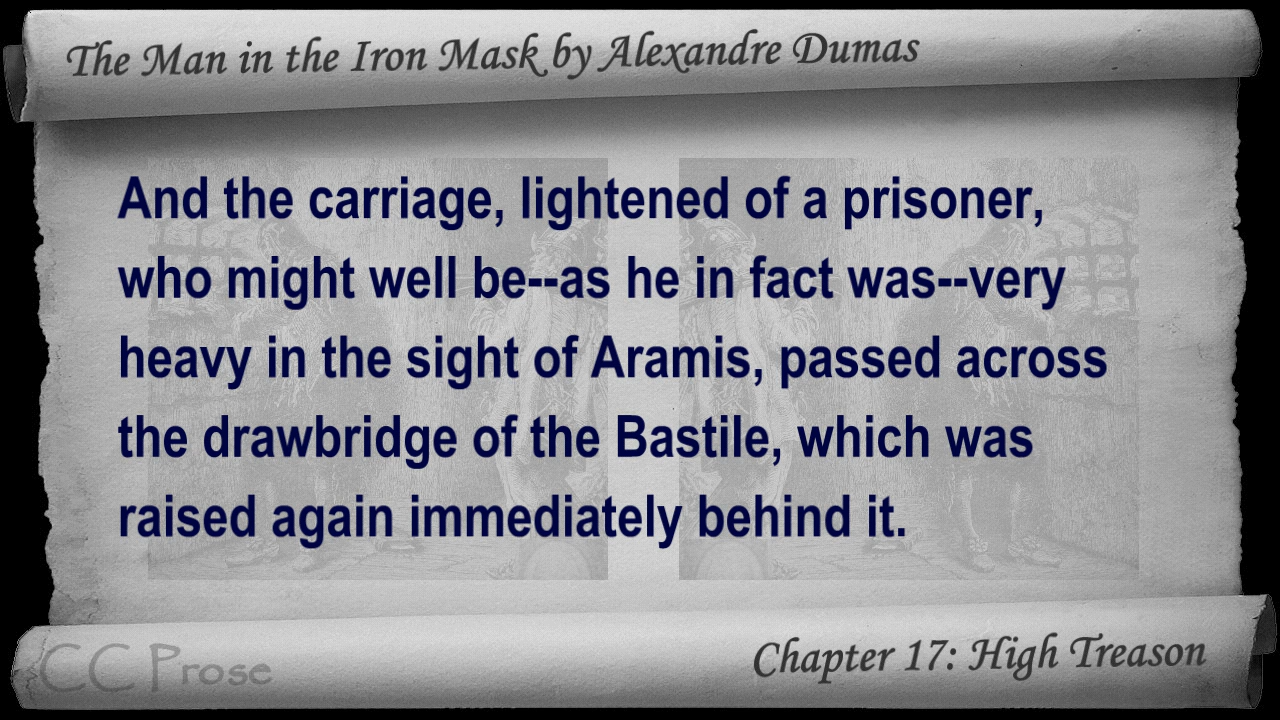 The Man in the Iron Mask by Alexandre Dumas
And the carriage, lightened of a prisoner,
who might well be--as he in fact was--very
heavy in the sight of Aramis, passed across
the drawbridge of the Bastile, which was
raised again immediately behind it.
CC Prose
Chapter 17: High Treason